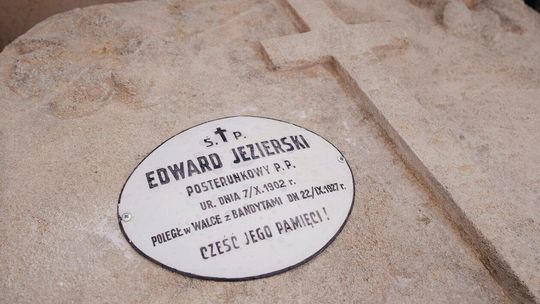 S. ✝ P.
EDWARD JEZIERSKI
POSTERUNKOWY P.P.
UR. DNIA 7/X.1902 r.
POLEGŁ w WALCE z BANDYTAMI DN 22/IX.1927 r.
CZEŚĆ JEGO PAMIĘCI!